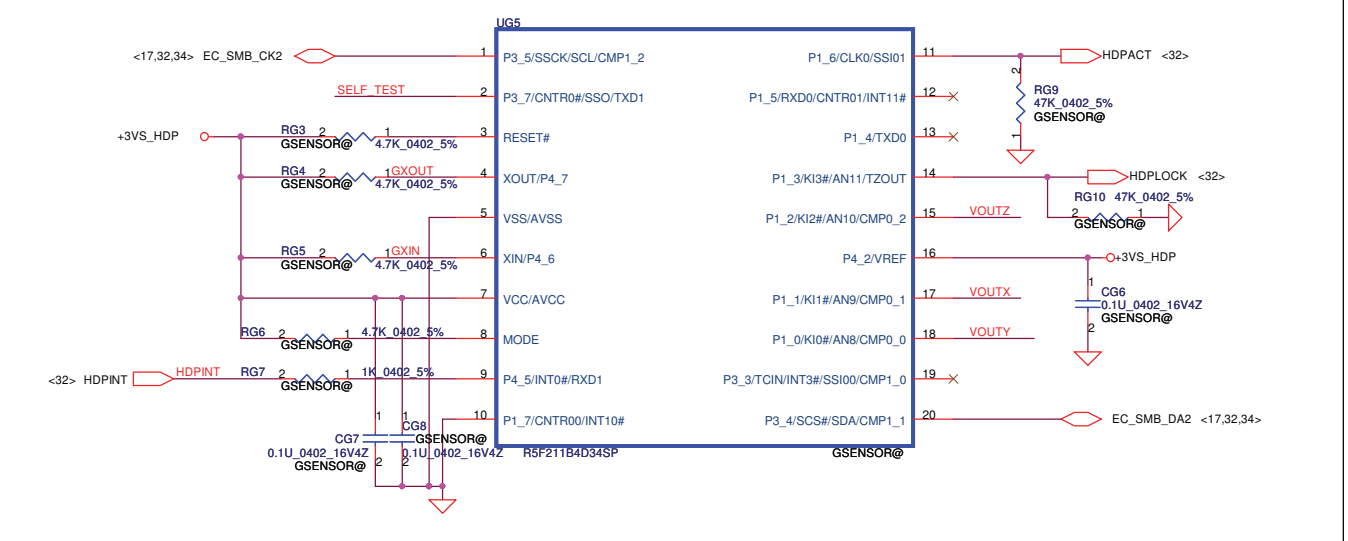 UG5
<17,32,34> EC_SMB_CK2 1 P3_5/SSCK/SCL/CMP1_2 P1_6/CLK0/SSI01 11 HDPACT <32>
SELF_TEST 2 P3_7/CNTR0#/SSO/TXD1 P1_5/RXD0/CNTR01/INT11# 12
2 RG9
47K_0402_5%
GSENSOR@
1
+3VS_HDP RG3 2 1 3 RESET# P1_4/TXD0 13
GSENSOR@ 4.7K_0402_5%
RG4 2 1 GXOUT 4 XOUT/P4_7 P1_3/KI3#/AN11/TZOUT 14 HDPLOCK <32>
GSENSOR@ 4.7K_0402_5%
RG10 47K_0402_5%
5 VSS/AVSS P1_2/KI2#/AN10/CMP0_2 15 VOUTZ 2 1
GSENSOR@
RG5 2 1 GXIN 6 XIN/P4_6 P4_2/VREF 16 +3VS_HDP
GSENSOR@ 4.7K_0402_5%
1 CG6
0.1U_0402_16V4Z
GSENSOR@
2
7 VCC/AVCC P1_1/KI1#/AN9/CMP0_1 17 VOUTX
RG6 2 1 4.7K_0402_5% 8 MODE P1_0/KI0#/AN8/CMP0_0 18 VOUTY
GSENSOR@
<32> HDPINT HDPINT RG7 2 1 1K_0402_5% 9 P4_5/INT0#/RXD1 P3_3/TCIN/INT3#/SSI00/CMP1_0 19
GSENSOR@
10 P1_7/CNTR00/INT10# P3_4/SCS#/SDA/CMP1_1 20 EC_SMB_DA2 <17,32,34>
1 1
CG7 CG8 GSENSOR@
0.1U_0402_16V4Z 0.1U_0402_16V4Z R5F211B4D34SP GSENSOR@
GSENSOR@ 2 2